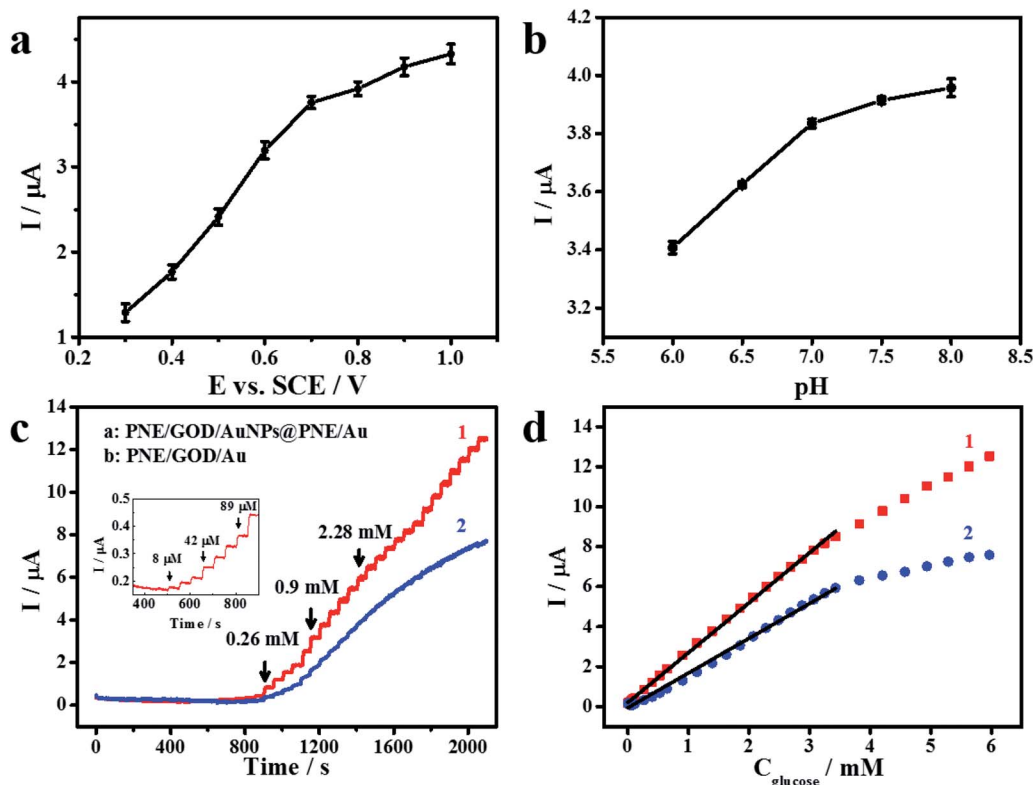 a
I / μA
4
3
2
1
0.2
0.4
0.6
0.8
1.0
E vs. SCE / V
b
I / μA
4.2
4.0
3.8
3.6
3.4
3.2
5.5
6.0
6.5
7.0
7.5
8.0
8.5
pH
c
I / μA
14
12
10
8
6
4
2
0
a: PNE/GOD/AuNPs@PNE/Au
b: PNE/GOD/Au
1
2
I / μA
0.5
0.4
0.3
0.2
8 μM
42 μM
89 μM
400
600
800
Time / s
0.26 mM
0.9 mM
2.28 mM
0
400
800
1200
1600
2000
Time / s
d
I / μA
14
12
10
8
6
4
2
0
1
2
0
1
2
3
4
5
6
C glucose / mM